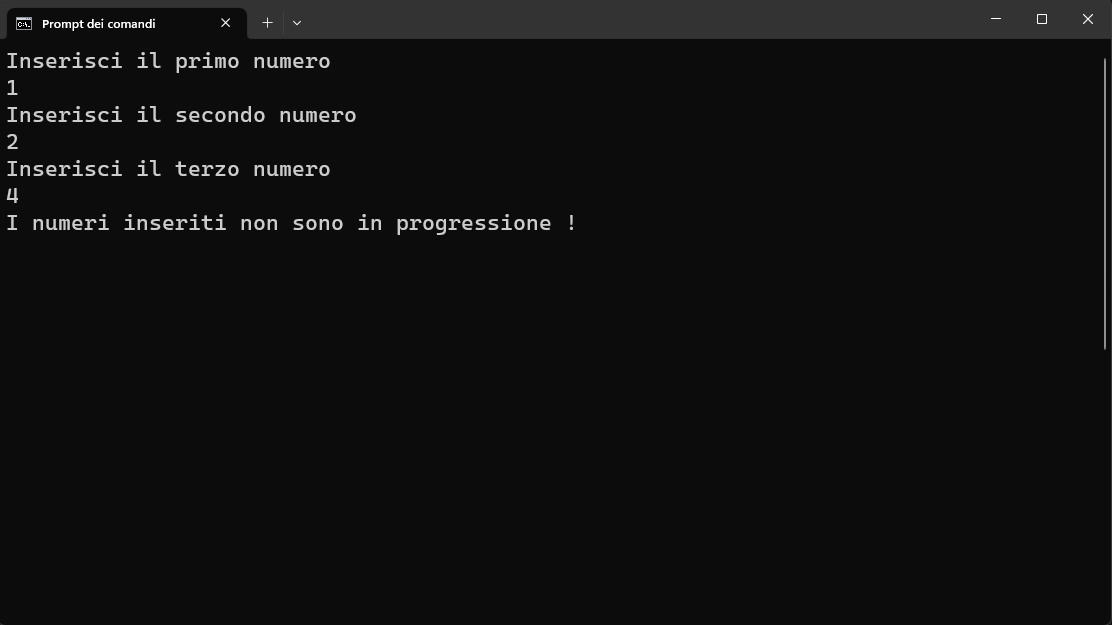 Prompt dei comandi
Inserisci il primo numero
1
Inserisci il secondo numero
2
Inserisci il terzo numero
4
I numeri inseriti non sono in progressione !